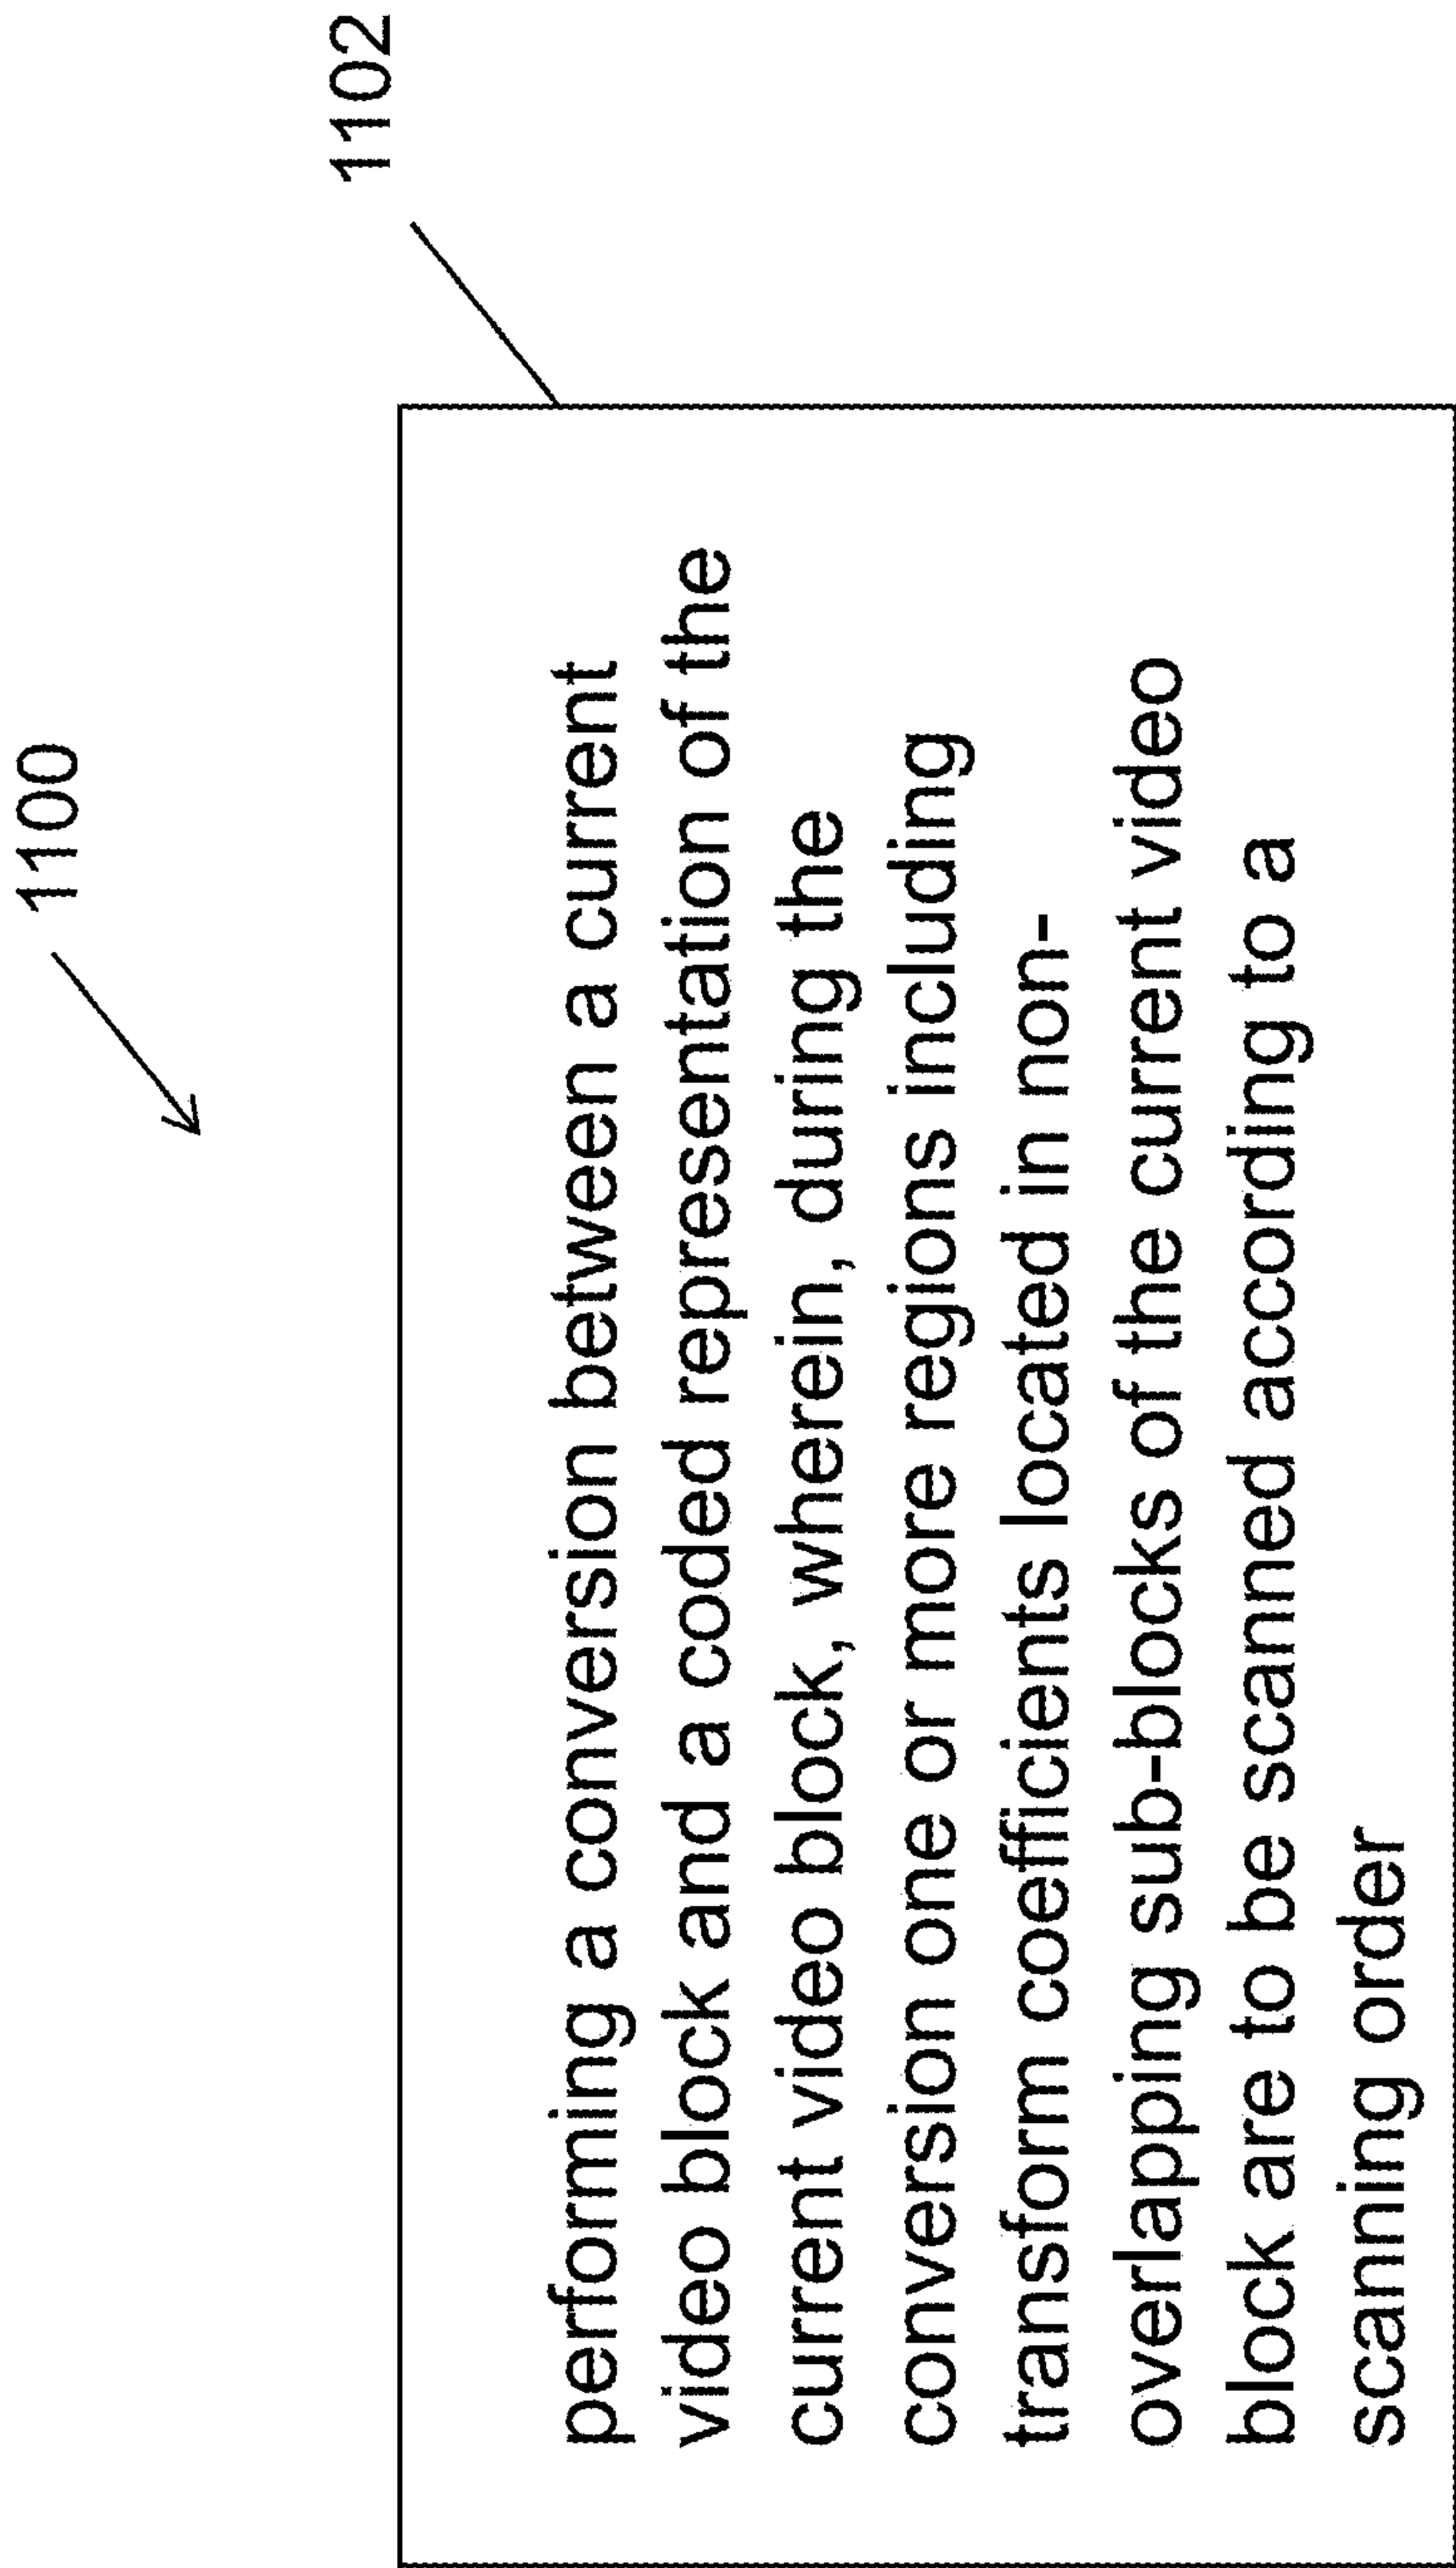 1100
1102
performing a conversion between a current
video block and a coded representation of the
current video block, wherein, during the
conversion one or more regions including
transform coefficients located in non-
overlapping sub-blocks of the current video
block are to be scanned according to a
scanning order